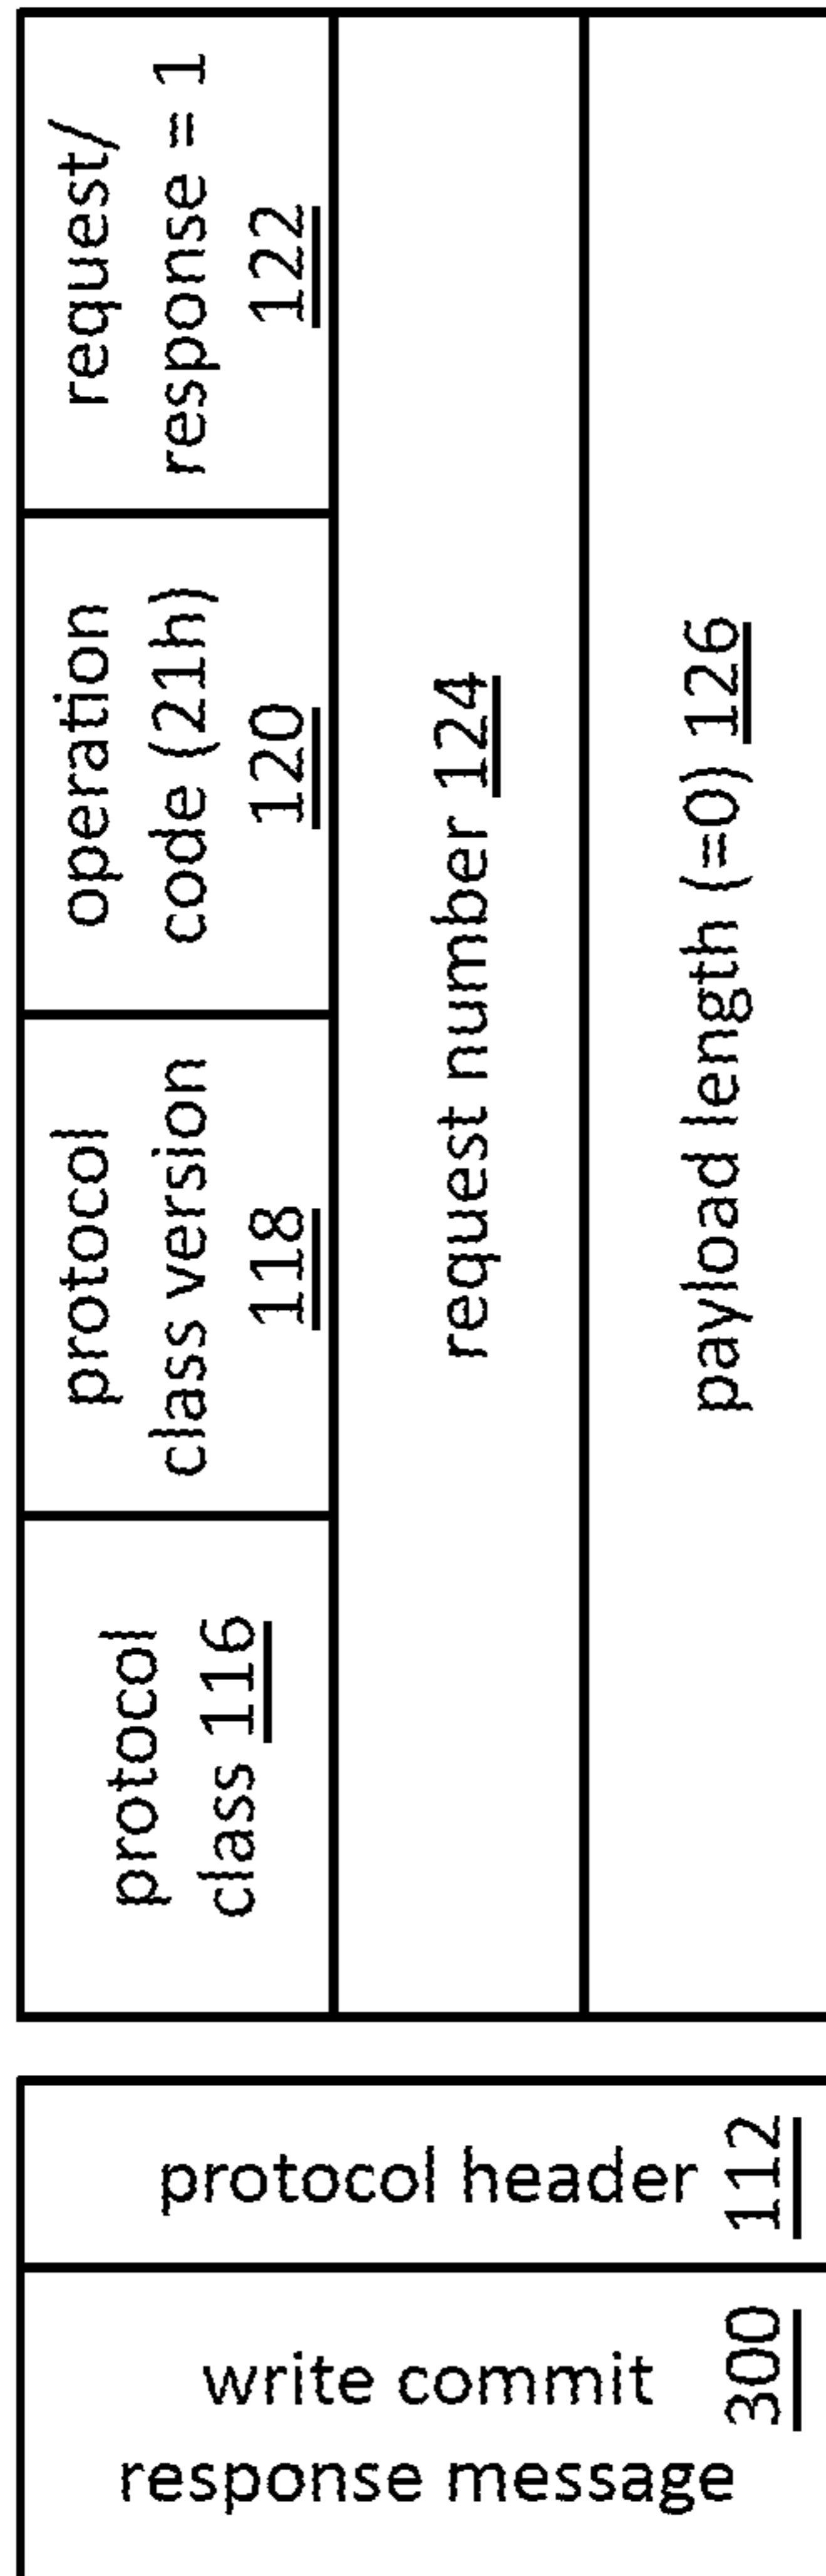 protocol
class 116
protocol
class version
118
operation
code (21h)
120
request/
response = 1
122
request number 124
payload length (=0) 126
protocol header 112
write commit
response message
300